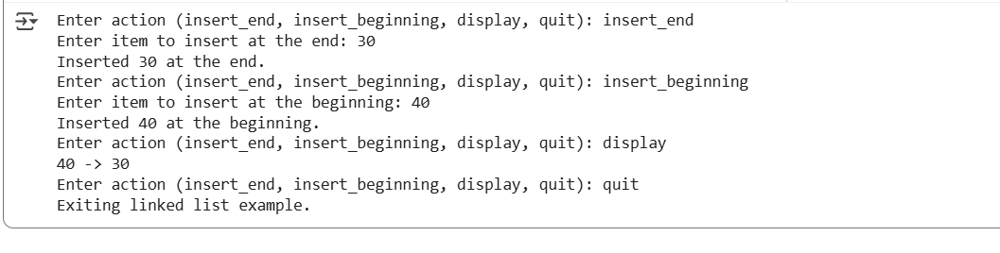 Enter action (insert_end, insert_beginning, display, quit): insert_end
Enter item to insert at the end: 30
Inserted 30 at the end.
Enter action (insert_end, insert_beginning, display, quit): insert_beginning
Enter item to insert at the beginning: 40
Inserted 40 at the beginning.
Enter action (insert_end, insert_beginning, display, quit): display
40 -> 30
Enter action (insert_end, insert_beginning, display, quit): quit
Exiting linked list example.